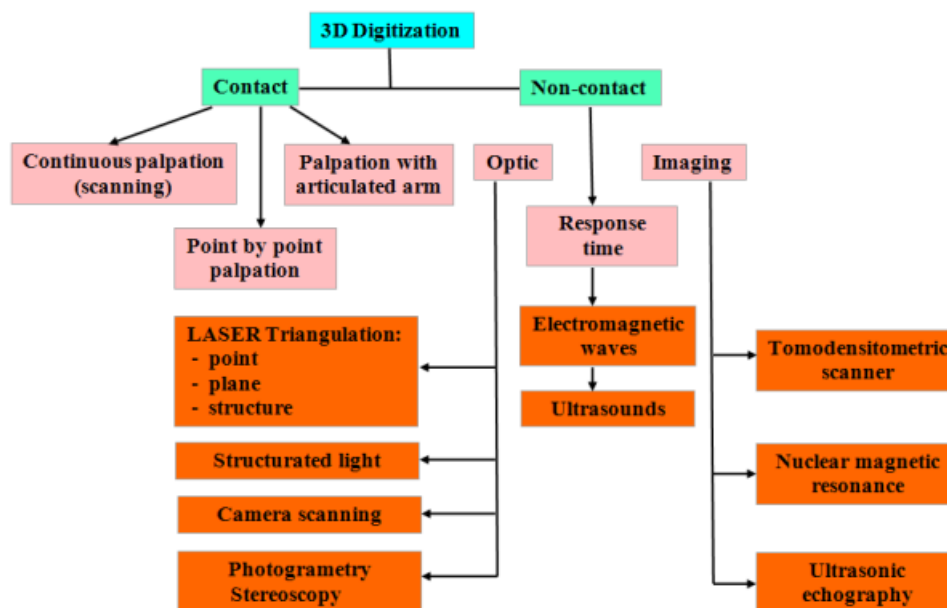 3D Digitization
Contact
Non-contact
Continuous palpation
(scanning)
Palpation with
articulated arm
Optic
Imaging
Point by point
palpation
Response
time
LASER Triangulation:
- point
- plane
- structure
Electromagnetic
waves
Tomodensitometric
scanner
Ultrasounds
Structurated light
Nuclear magnetic
resonance
Camera scanning
Photogrametry
Stereoscopy
Ultrasonic
echography